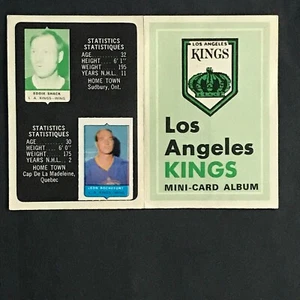 STATISTICS
STATISTIQUES
AGE . . . . . . 32
HEIGHT . . . . 6'1"
WEIGHT . . . . 195
YEARS N.H.L. . 11
HOME TOWN
Sudbury, Ont.
EDDIE SHACK
L. A. KINGS-WING
STATISTICS
STATISTIQUES
AGE . . . . . . 30
HEIGHT . . . . 6'0"
WEIGHT . . . . 175
YEARS N.H.L. . 2
HOME TOWN
Cap De La Madeleine,
Quebec
LOS ANGELES
KINGS
Los
Angeles
KINGS
MINI-CARD ALBUM